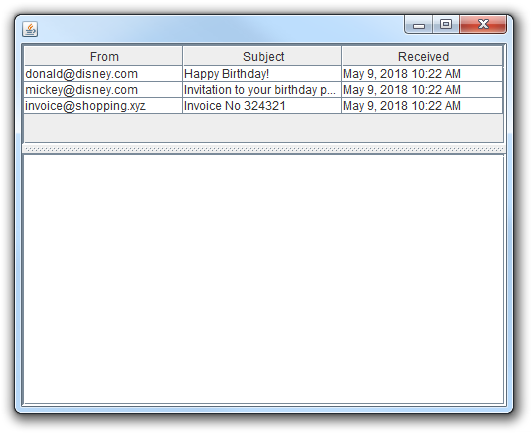 From Subject Received
donald@disney.com Happy Birthday! May 9, 2018 10:22 AM
mickey@disney.com Invitation to your birthday p... May 9, 2018 10:22 AM
invoice@shopping.xyz Invoice No 324321 May 9, 2018 10:22 AM